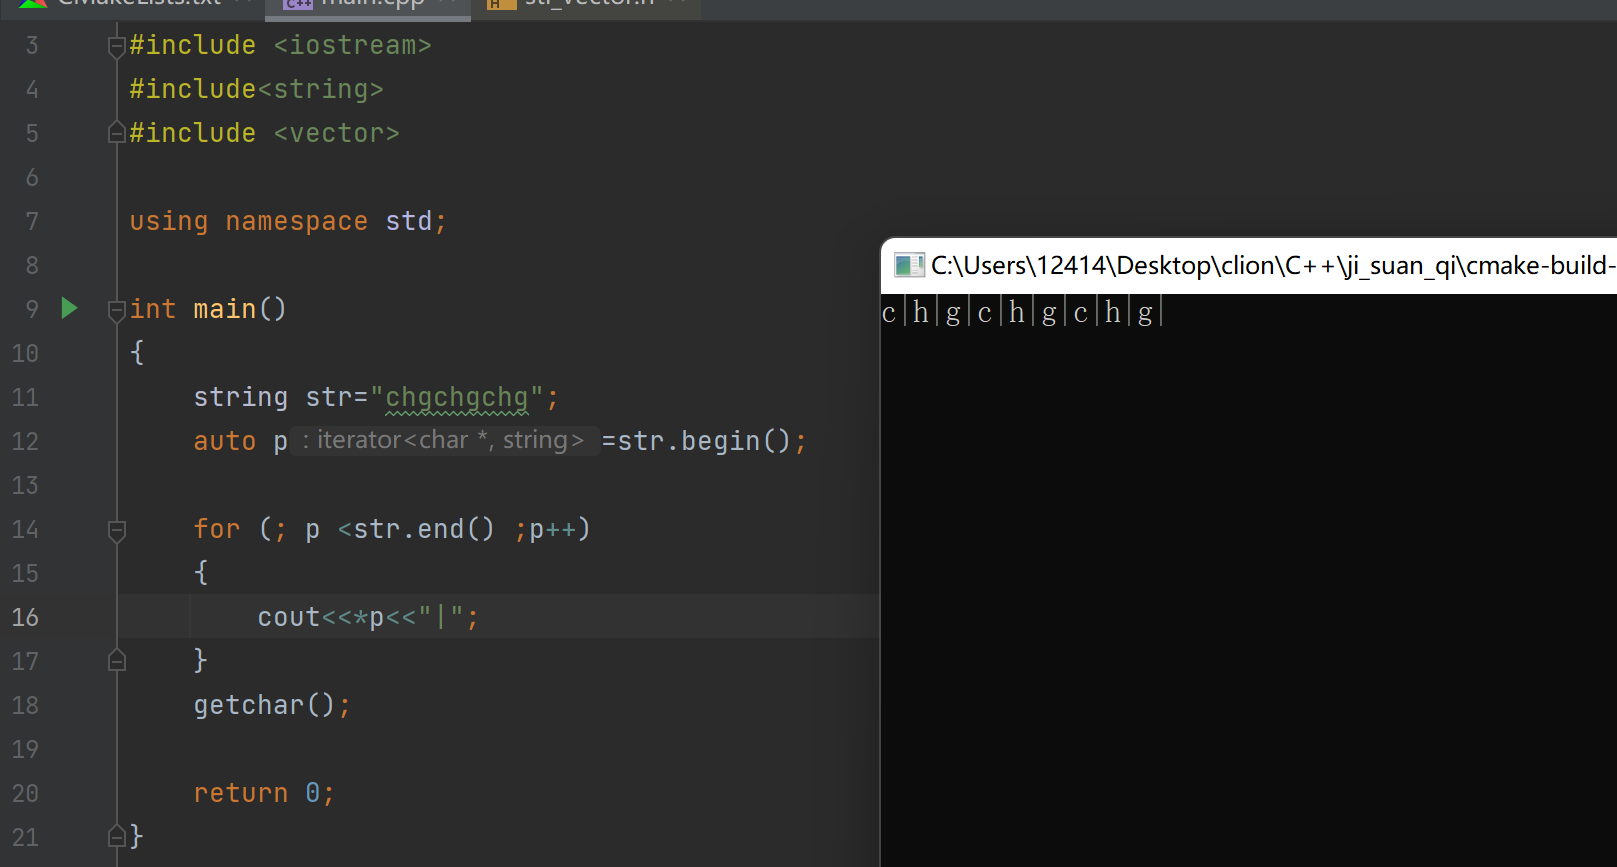 CMakeLists.txt main.cpp stl_vector.h
3 #include <iostream>
4 #include<string>
5 #include <vector>
6
7 using namespace std;
8
9 int main()
10 {
11 string str="chgchgchg";
12 auto p : iterator<char *, string> =str.begin();
13
14 for (; p <str.end() ;p++)
15 {
16 cout<<*p<<"|";
17 }
18 getchar();
19
20 return 0;
21 }
C:\Users\12414\Desktop\clion\C++\ji_suan_qi\cmake-build-
c|h|g|c|h|g|c|h|g|